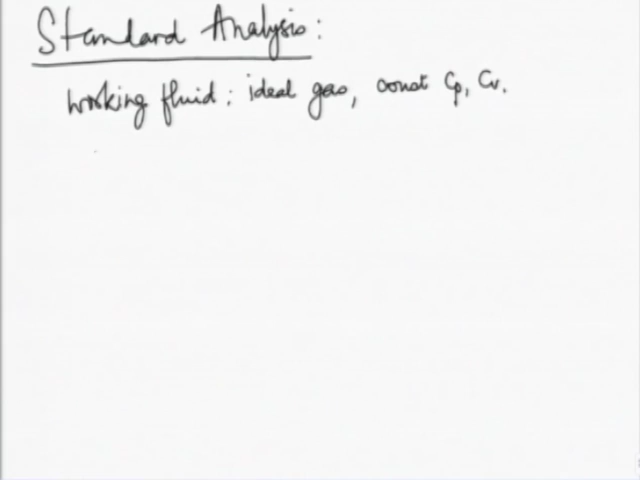 Standard Analysis:
Working fluid: ideal gas, const Cp, Cv.